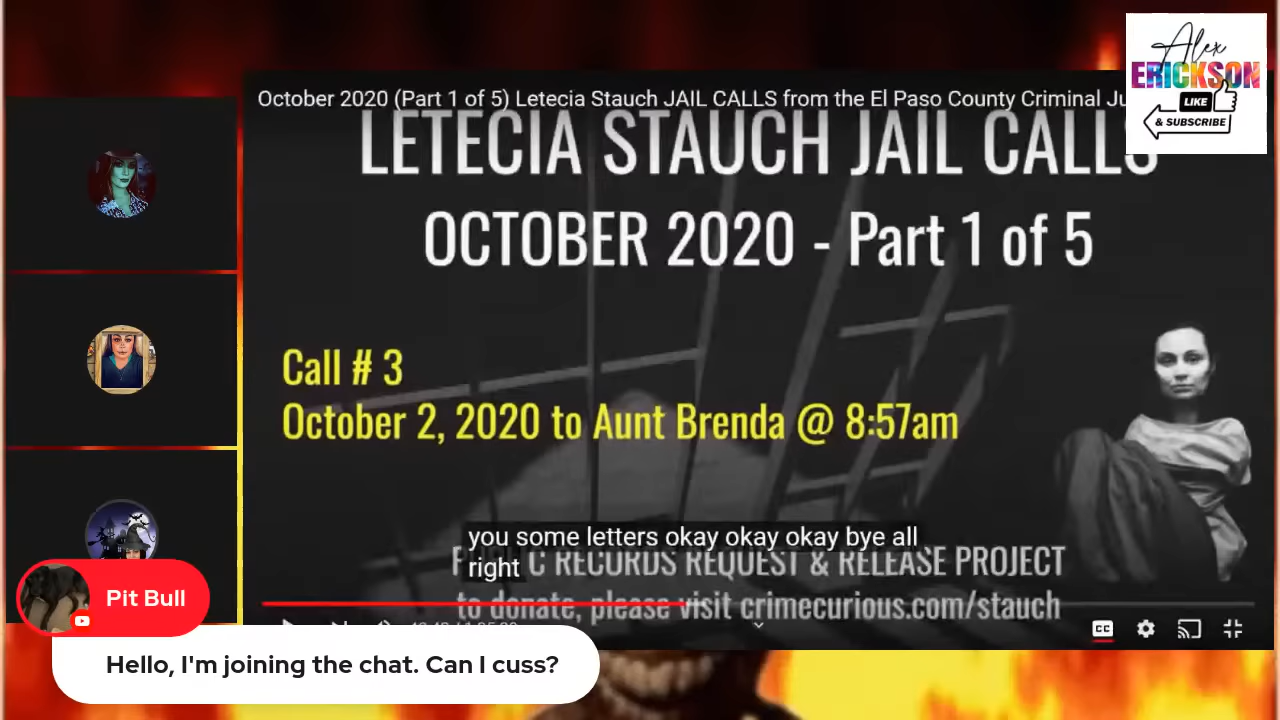 October 2020 (Part 1 of 5) Letecia Stauch JAIL CALLS from the El Paso County Criminal
Alex
ERICKSON
LIKE
& SUBSCRIBE
LETECIA STAUCH JAIL CALLS
OCTOBER 2020 - Part 1 of 5
Call # 3
October 2, 2020 to Aunt Brenda @ 8:57am
you some letters okay okay okay bye all
right
RECORDS REQUEST & RELEASE PROJECT
to donate, please visit crimecurious.com/stauch
CC
Pit Bull
Hello, I'm joining the chat. Can I cuss?